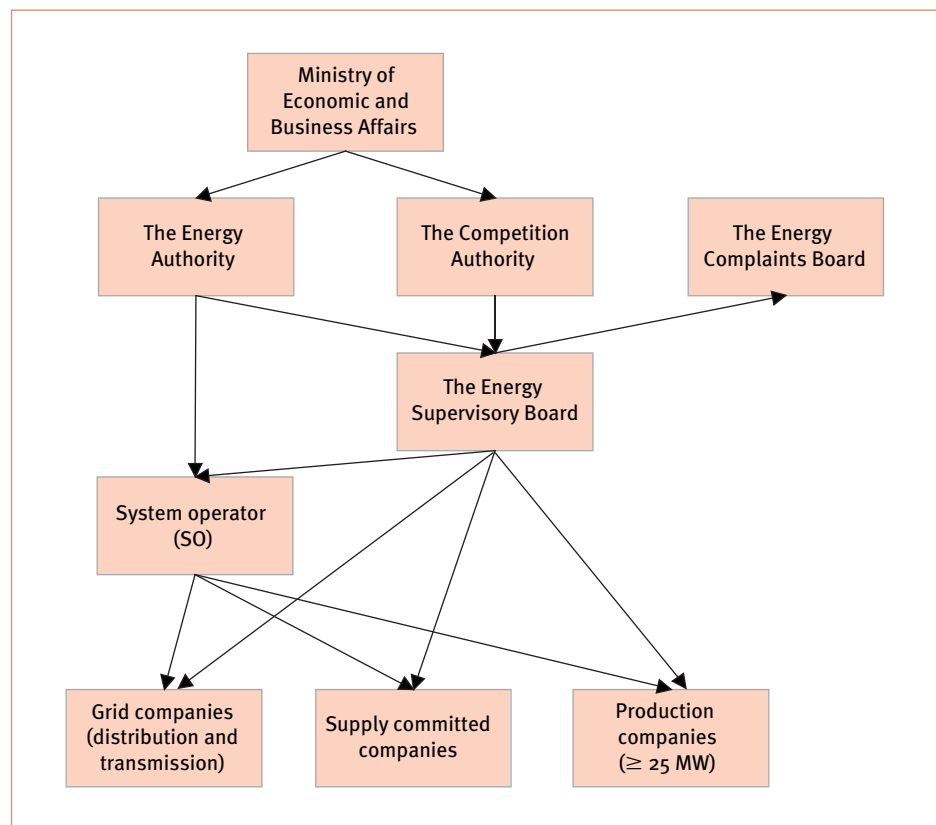 Ministry of
Economic and
Business Affairs
The Energy
Authority
The Competition
Authority
The Energy
Complaints Board
The Energy
Supervisory Board
System operator
(SO)
Grid companies
(distribution and
transmission)
Supply committed
companies
Production
companies
(≥ 25 MW)